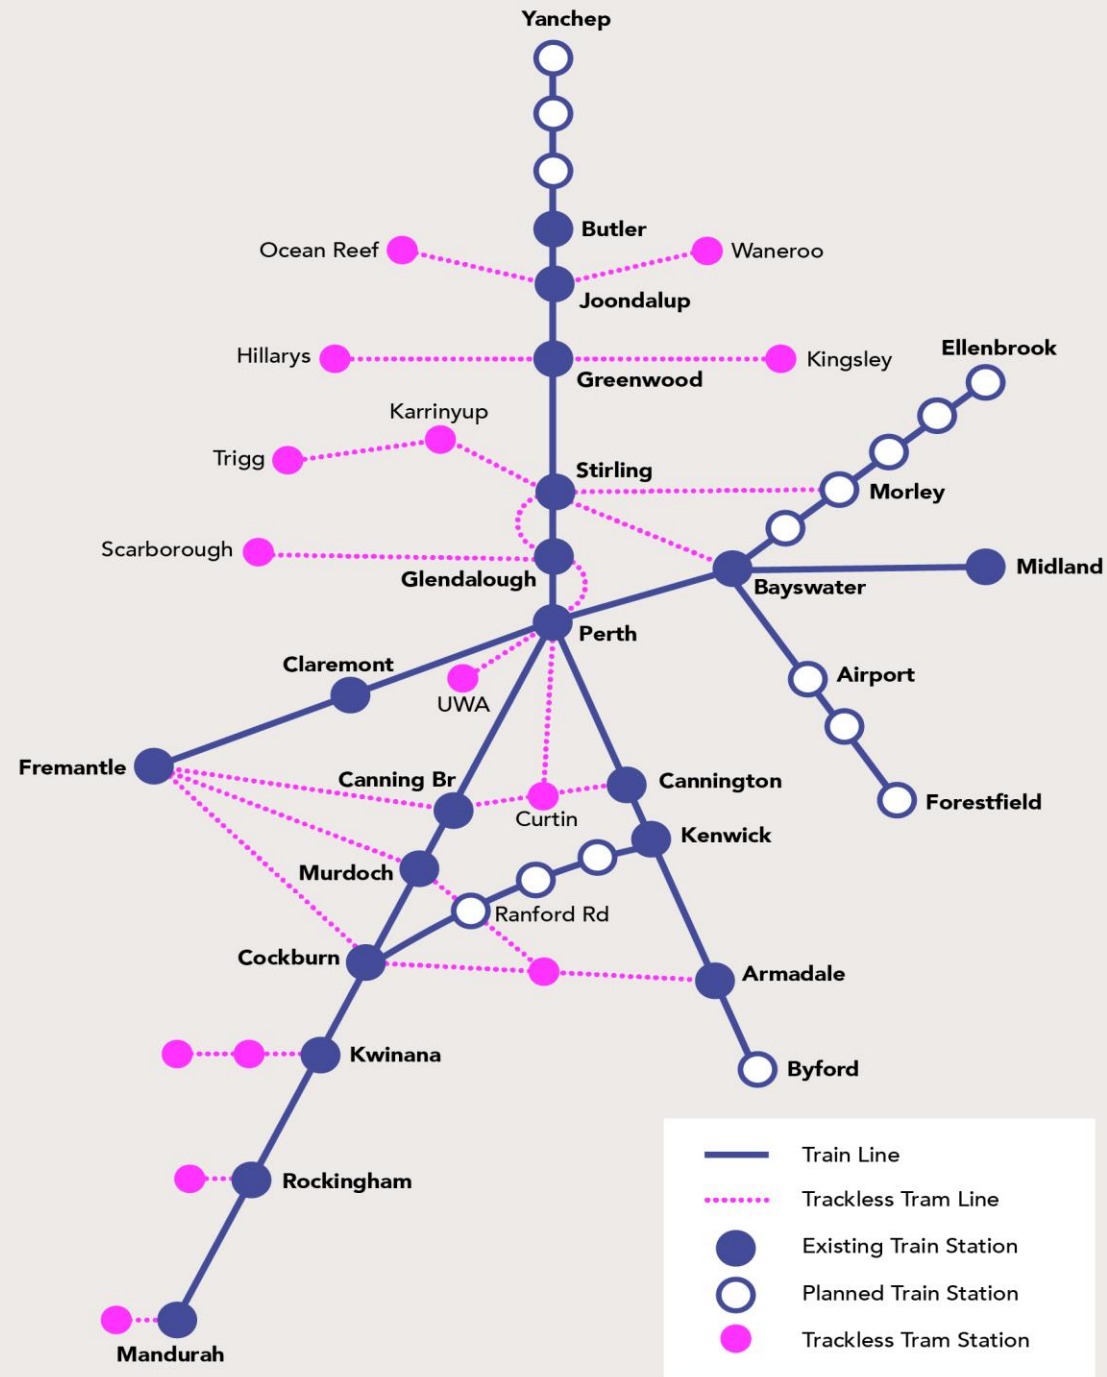 Yanchep
Butler
Ocean Reef
Waneroo
Joondalup
Hillarys
Kingsley
Ellenbrook
Greenwood
Karrinyup
Trigg
Stirling
Morley
Scarborough
Glendalough
Midland
Bayswater
Perth
Claremont
Airport
UWA
Fremantle
Canning Br
Cannington
Forestfield
Curtin
Kenwick
Murdoch
Ranford Rd
Cockburn
Armadale
Kwinana
Byford
Rockingham
Mandurah
Train Line
Trackless Tram Line
Existing Train Station
Planned Train Station
Trackless Tram Station